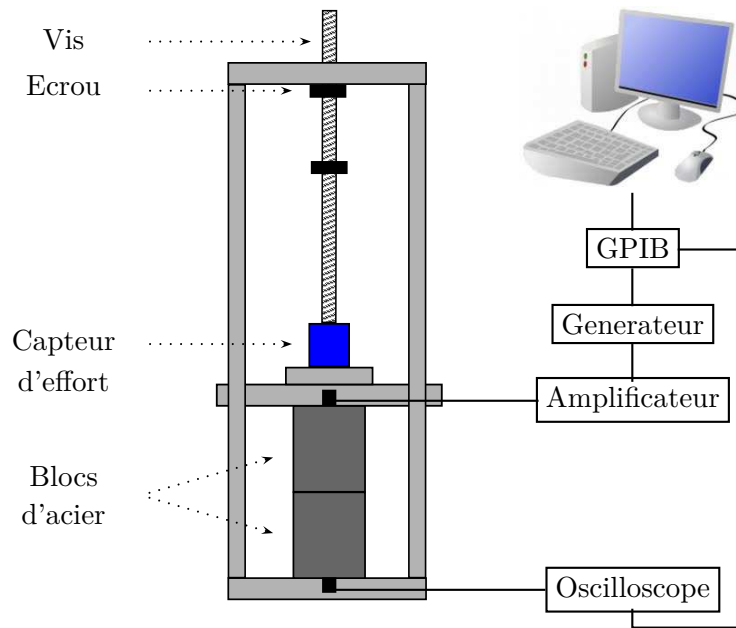 Vis
Ecrou
GPIB
Generateur
Capteur
d'effort
Amplificateur
Blocs
d'acier
Oscilloscope